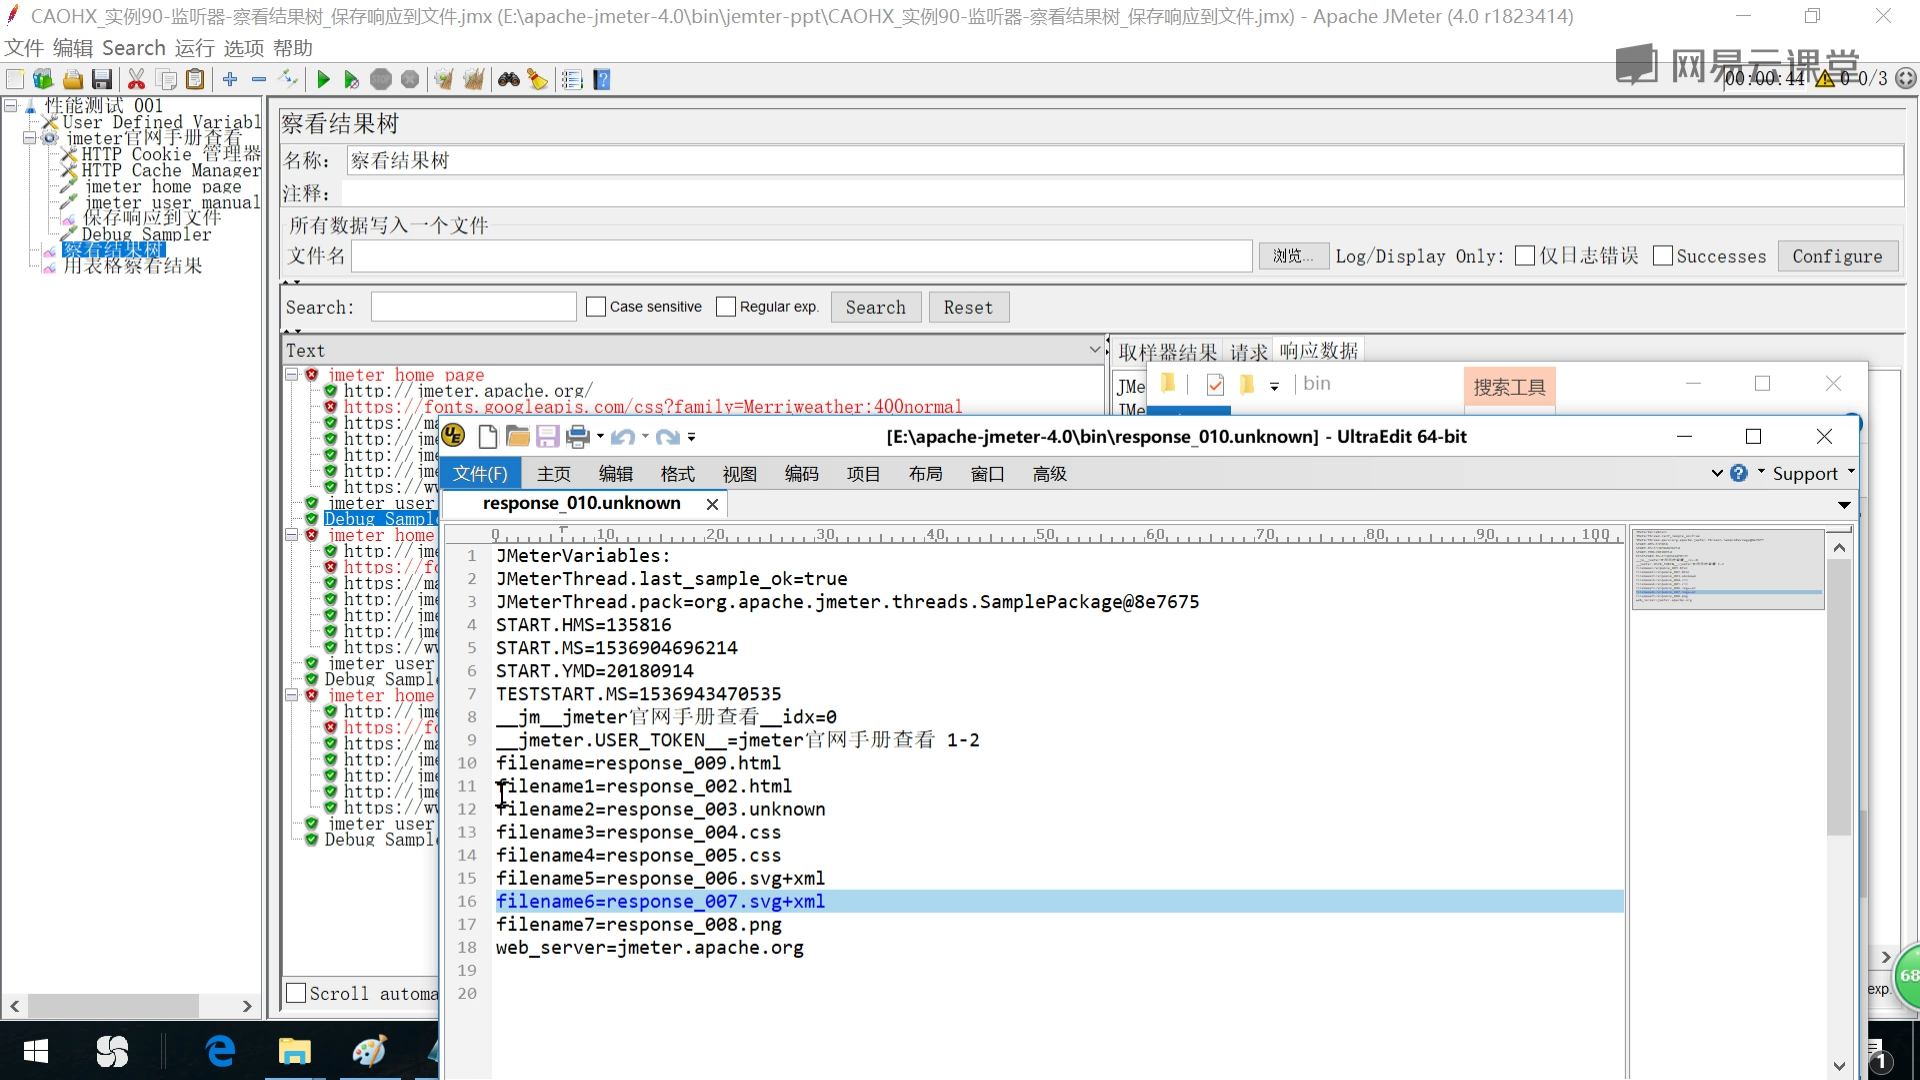 CAOHX_实例90-监听器-察看结果树_保存响应到文件.jmx (E:\apache-jmeter-4.0\bin\jemter-ppt\CAOHX_实例90-监听器-察看结果树_保存响应到文件.jmx) - Apache JMeter (4.0 r1823414)
文件 编辑 Search 运行 选项 帮助
网易云课堂
00:00:44 0 0/3
性能测试 001
User Defined Variabl
jmeter官网手册查看
HTTP Cookie 管理器
HTTP Cache Manager
jmeter home page
jmeter user manual
保存响应到文件
Debug Sampler
察看结果树
用表格察看结果
察看结果树
名称: 察看结果树
注释:
所有数据写入一个文件
文件名 浏览... Log/Display Only: 仅日志错误 Successes Configure
Search: Case sensitive Regular exp. Search Reset
Text
取样器结果 请求 响应数据
jmeter home page
http://jmeter.apache.org/
https://fonts.googleapis.com/css?family=Merriweather:400normal
https://ma
http://jme
http://jme
http://jme
https://ww
jmeter user
Debug Sample
jmeter home
http://jme
https://fo
https://ma
http://jme
http://jme
http://jme
https://ww
jmeter user
Debug Sampl
jmeter home
http://jme
https://fo
https://ma
http://jme
http://jme
http://jme
https://ww
jmeter user
Debug Sampl
Scroll automa
JMe
JMe
bin
搜索工具
[E:\apache-jmeter-4.0\bin\response_010.unknown] - UltraEdit 64-bit
文件(F) 主页 编辑 格式 视图 编码 项目 布局 窗口 高级 Support
response_010.unknown
0 10 20 30 40 50 60 70 80 90 100
1 JMeterVariables:
2 JMeterThread.last_sample_ok=true
3 JMeterThread.pack=org.apache.jmeter.threads.SamplePackage@8e7675
4 START.HMS=135816
5 START.MS=1536904696214
6 START.YMD=20180914
7 TESTSTART.MS=1536943470535
8 __jm__jmeter官网手册查看__idx=0
9 __jmeter.USER_TOKEN__=jmeter官网手册查看 1-2
10 filename=response_009.html
11 filename1=response_002.html
12 filename2=response_003.unknown
13 filename3=response_004.css
14 filename4=response_005.css
15 filename5=response_006.svg+xml
16 filename6=response_007.svg+xml
17 filename7=response_008.png
18 web_server=jmeter.apache.org
19
20
68
exp.
1